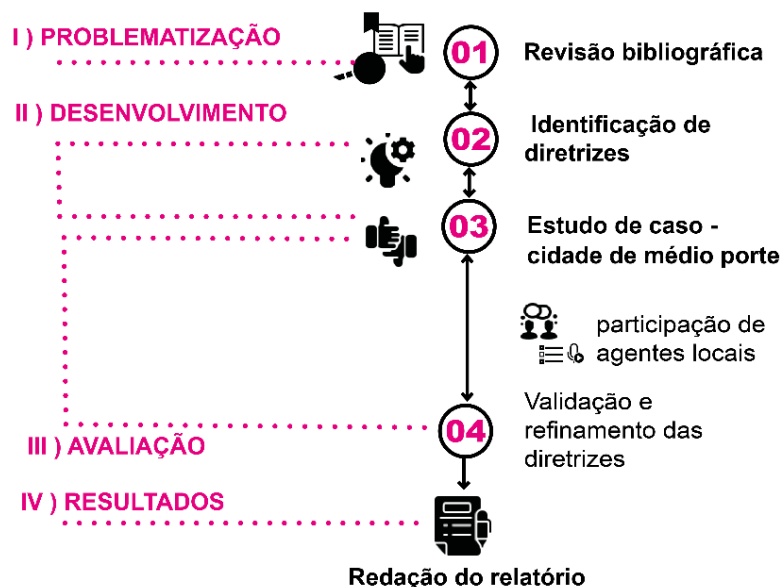 I ) PROBLEMATIZAÇÃO
01
Revisão bibliográfica
II ) DESENVOLVIMENTO
02
Identificação de
diretrizes
03
Estudo de caso -
cidade de médio porte
participação de
agentes locais
04
Validação e
refinamento das
diretrizes
III ) AVALIAÇÃO
IV ) RESULTADOS
Redação do relatório